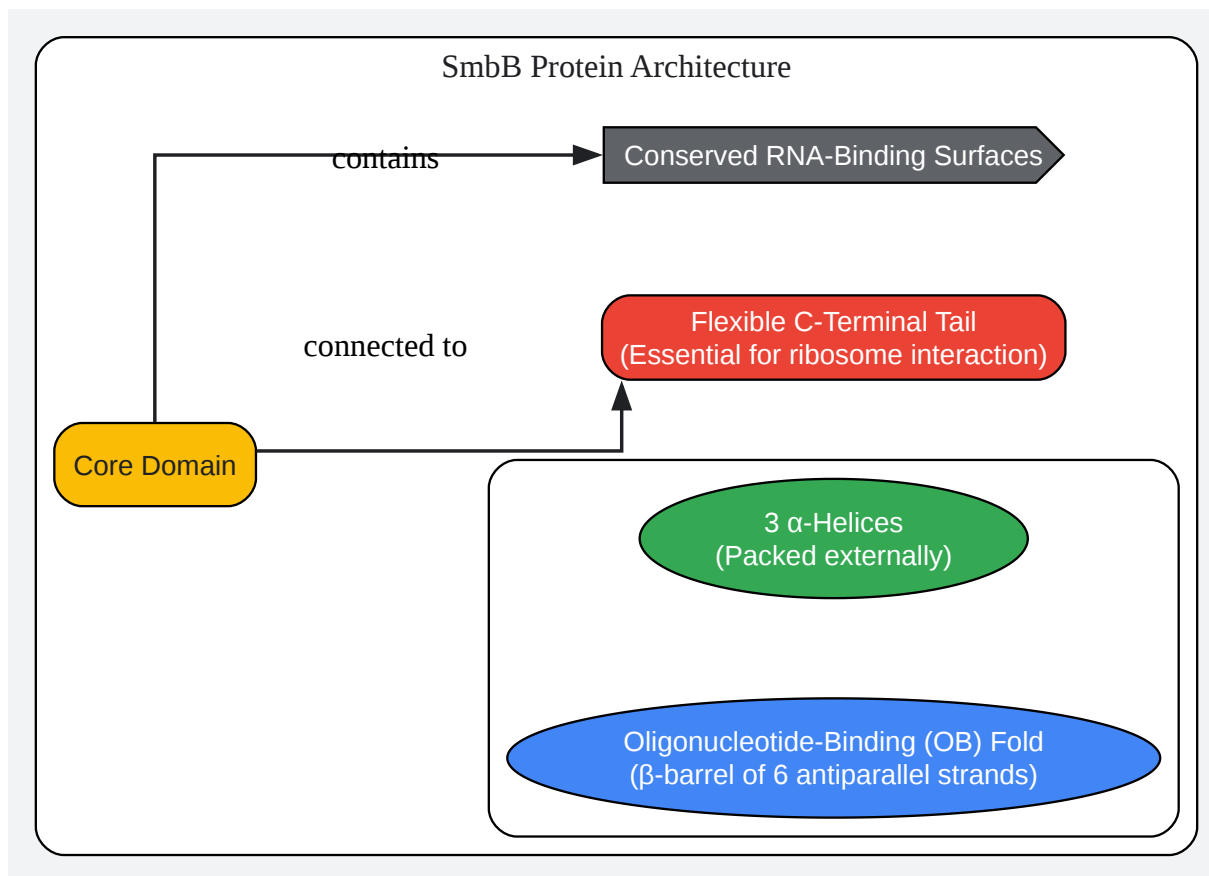 SmbB Protein Architecture
contains
Conserved RNA-Binding Surfaces
Flexible C-Terminal Tail
(Essential for ribosome interaction)
connected to
Core Domain
3 α-Helices
(Packed externally)
Oligonucleotide-Binding (OB) Fold
(β-barrel of 6 antiparallel strands)